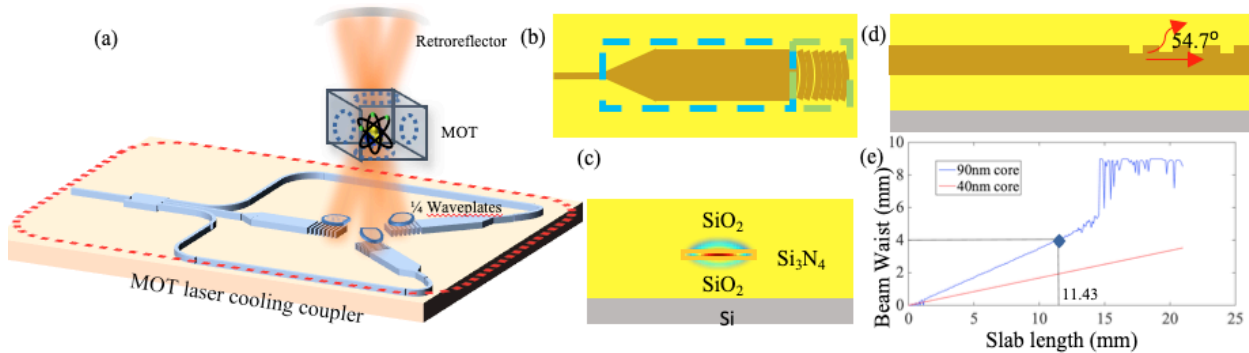 (a)
Retroreflector
MOT
¼ Waveplates
MOT laser cooling coupler
(b)
(c)
SiO2
Si3N4
SiO2
Si
(d)
54.7o
(e)
10
8
6
4
2
0
Beam Waist (mm)
90nm core
40nm core
11.43
0
5
10
15
20
25
Slab length (mm)